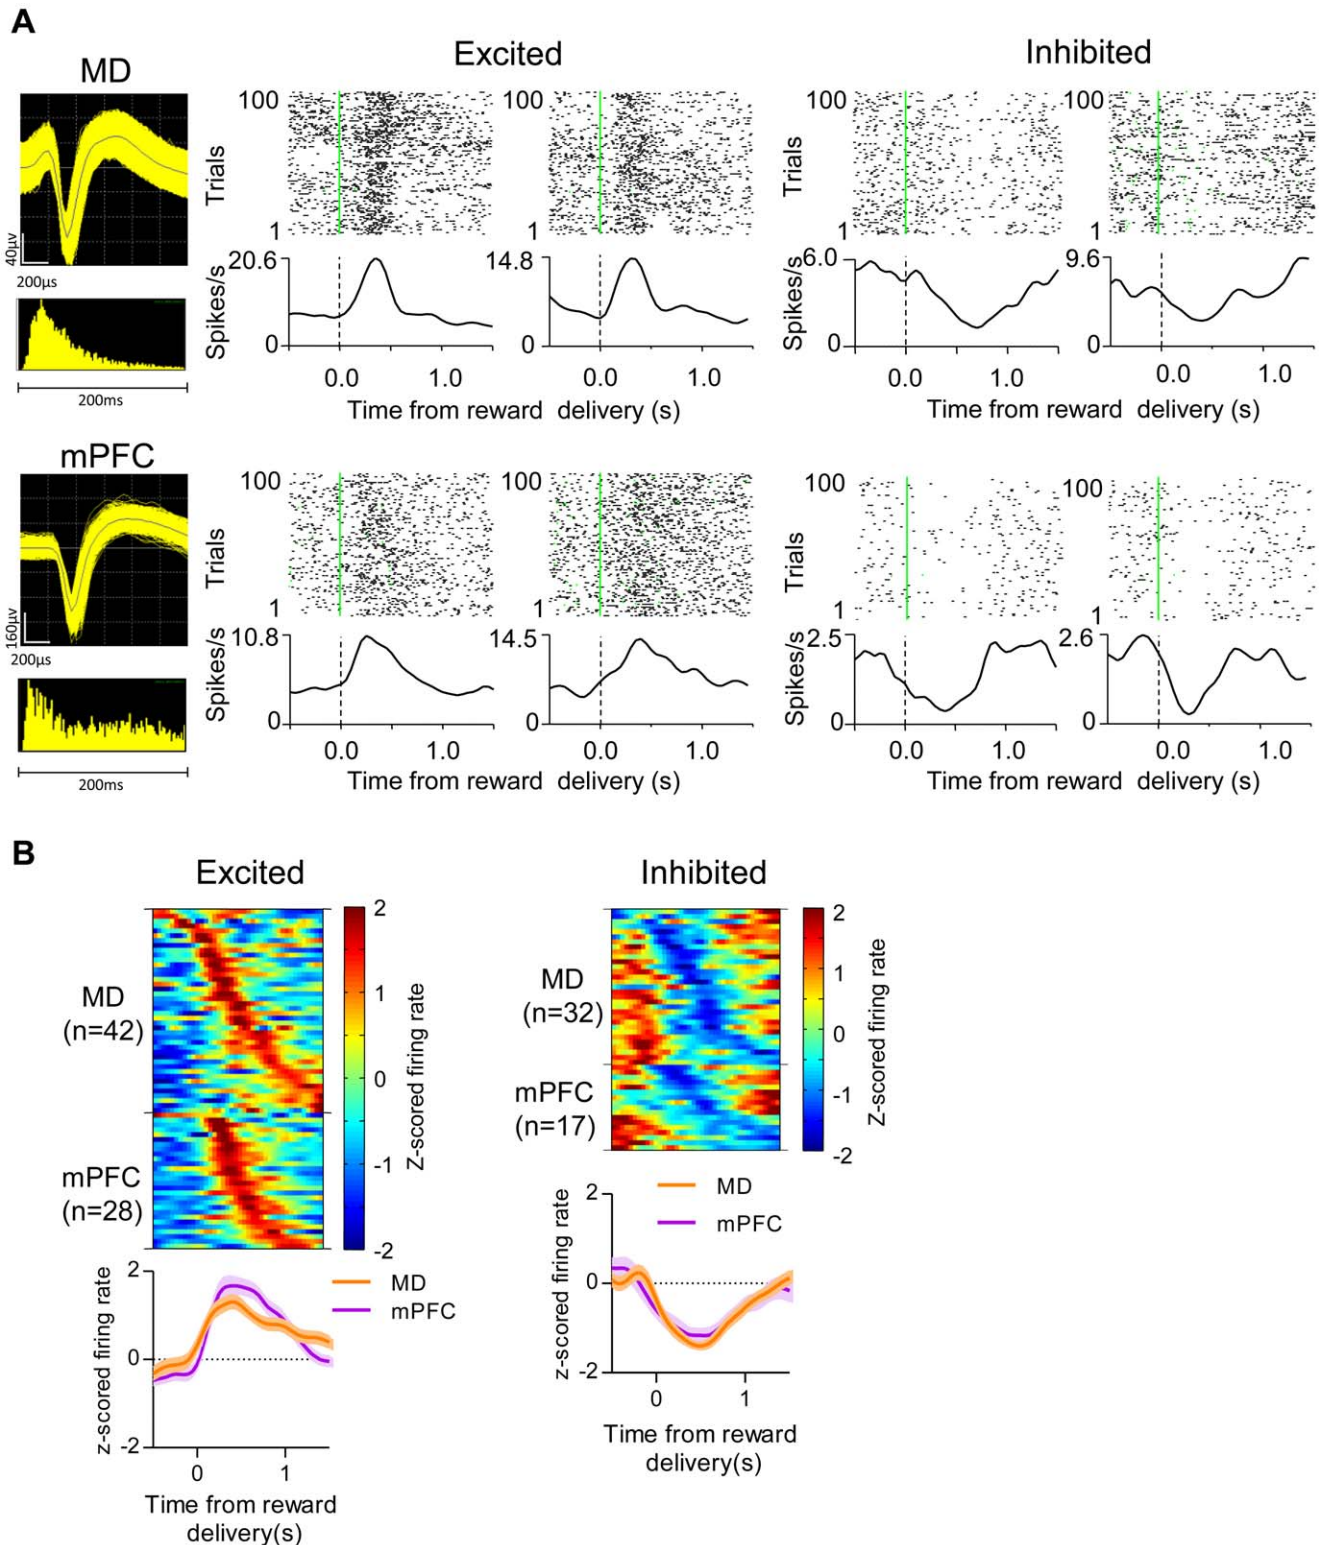 A
MD
Excited
Inhibited
40μv
200μs
200ms
Trials
100
1
100
1
Trials
100
1
100
1
Spikes/s
20.6
0
14.8
0
Spikes/s
6.0
0
9.6
0
0.0 1.0 0.0 1.0
0.0 1.0 0.0 1.0
Time from reward delivery (s)
Time from reward delivery (s)
mPFC
160μv
200μs
200ms
Trials
100
1
100
1
Trials
100
1
100
1
Spikes/s
10.8
0
14.5
0
Spikes/s
2.5
0
2.6
0
0.0 1.0 0.0 1.0
0.0 1.0 0.0 1.0
Time from reward delivery (s)
Time from reward delivery (s)
B
Excited
MD
(n=42)
mPFC
(n=28)
2
1
0
-1
-2
Z-scored firing rate
z-scored firing rate
2
0
-2
MD
mPFC
0 1
Time from reward
delivery(s)
Inhibited
MD
(n=32)
mPFC
(n=17)
2
1
0
-1
-2
Z-scored firing rate
z-scored firing rate
2
0
-2
MD
mPFC
0 1
Time from reward
delivery(s)